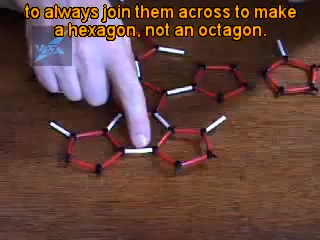 to always join them across to make
a hexagon, not an octagon.